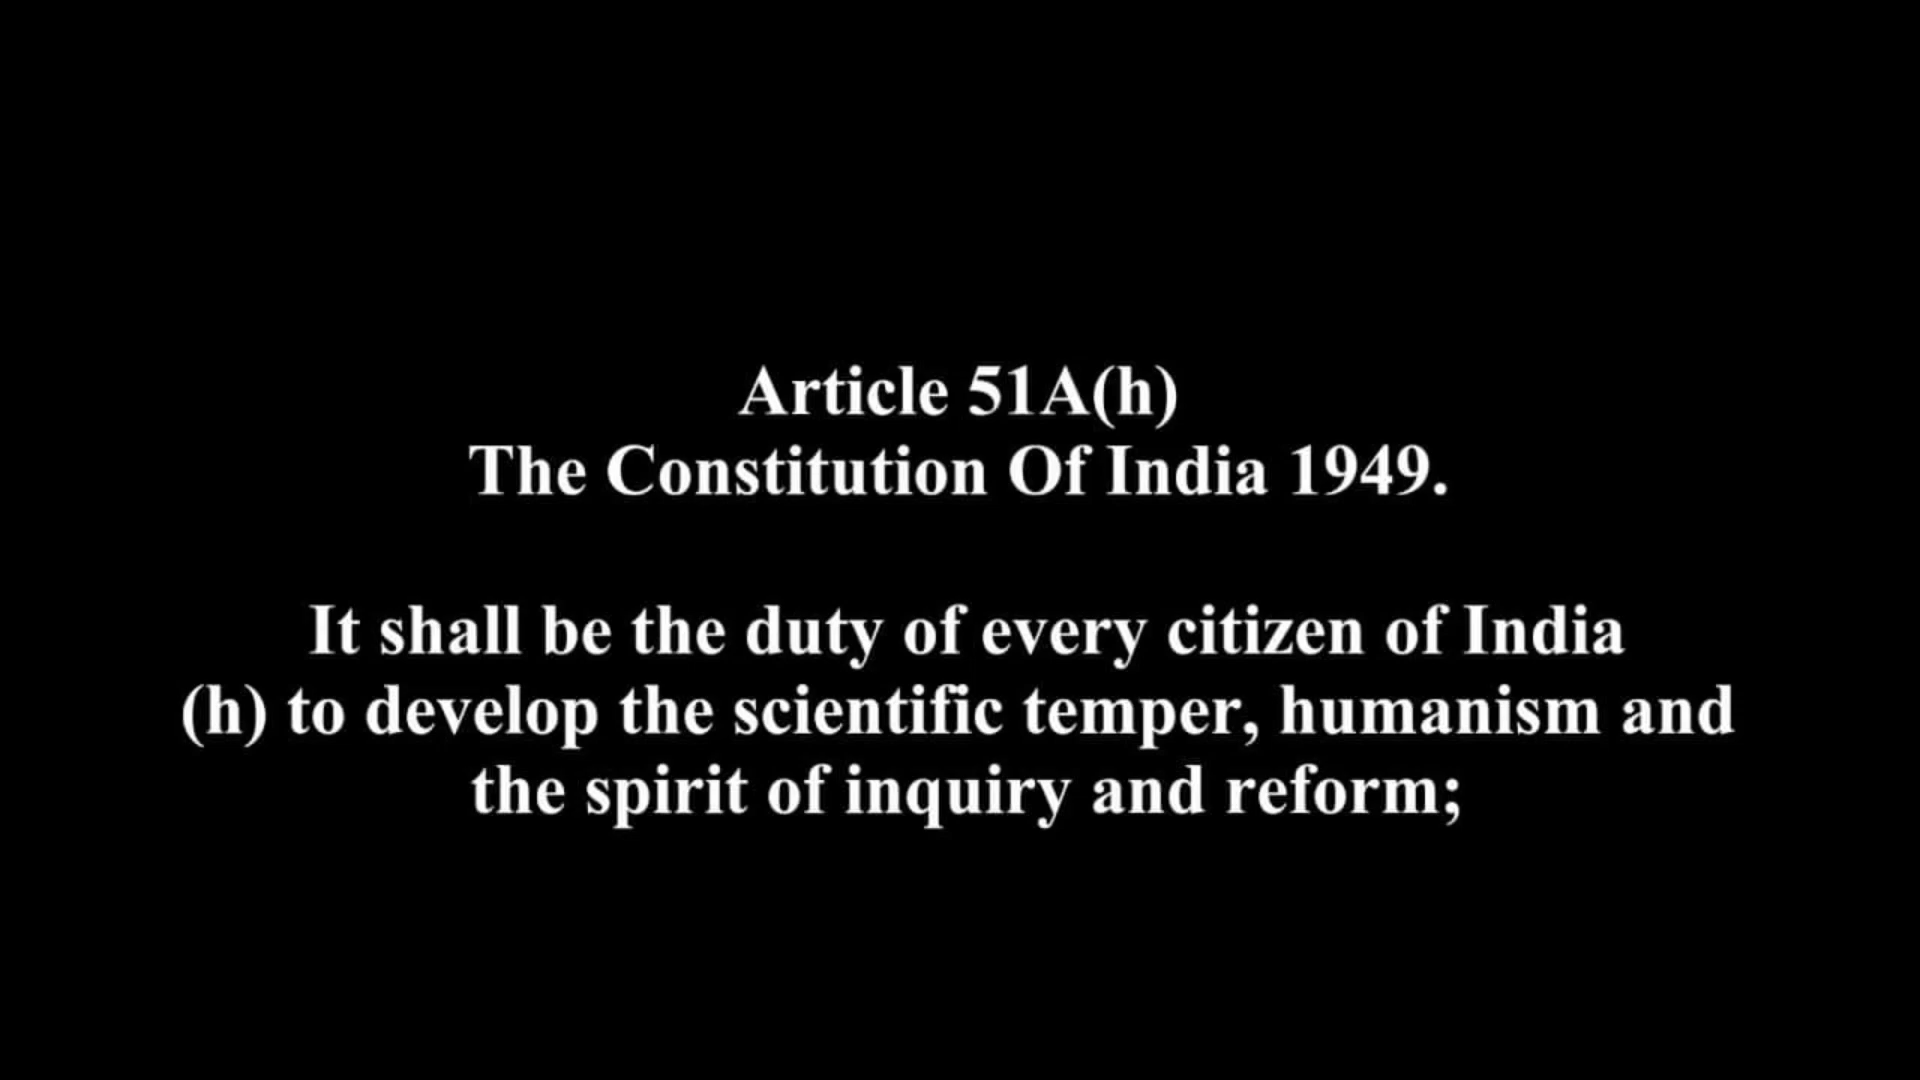 Article 51A(h)
The Constitution Of India 1949.
It shall be the duty of every citizen of India
(h) to develop the scientific temper, humanism and
the spirit of inquiry and reform;